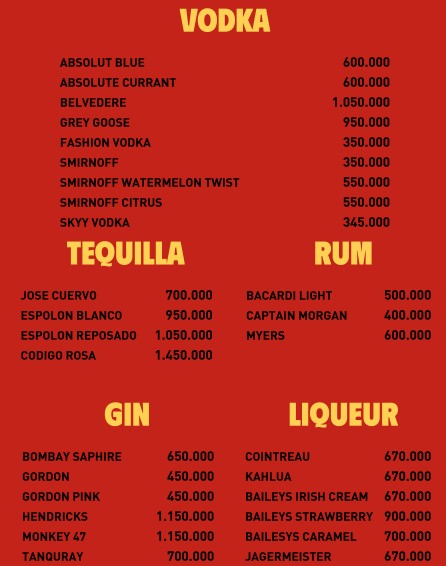 VODKA
ABSOLUT BLUE 600.000
ABSOLUTE CURRANT 600.000
BELVEDERE 1.050.000
GREY GOOSE 950.000
FASHION VODKA 350.000
SMIRNOFF 350.000
SMIRNOFF WATERMELON TWIST 550.000
SMIRNOFF CITRUS 550.000
SKYY VODKA 345.000
TEQUILLA
JOSE CUERVO 700.000
ESPOLON BLANCO 950.000
ESPOLON REPOSADO 1.050.000
CODIGO ROSA 1.450.000
RUM
BACARDI LIGHT 500.000
CAPTAIN MORGAN 400.000
MYERS 600.000
GIN
BOMBAY SAPHIRE 650.000
GORDON 450.000
GORDON PINK 450.000
HENDRICKS 1.150.000
MONKEY 47 1.150.000
TANQURAY 700.000
LIQUEUR
COINTREAU 670.000
KAHLUA 670.000
BAILEYS IRISH CREAM 670.000
BAILEYS STRAWBERRY 900.000
BAILESYS CARAMEL 700.000
JAGERMEISTER 670.000